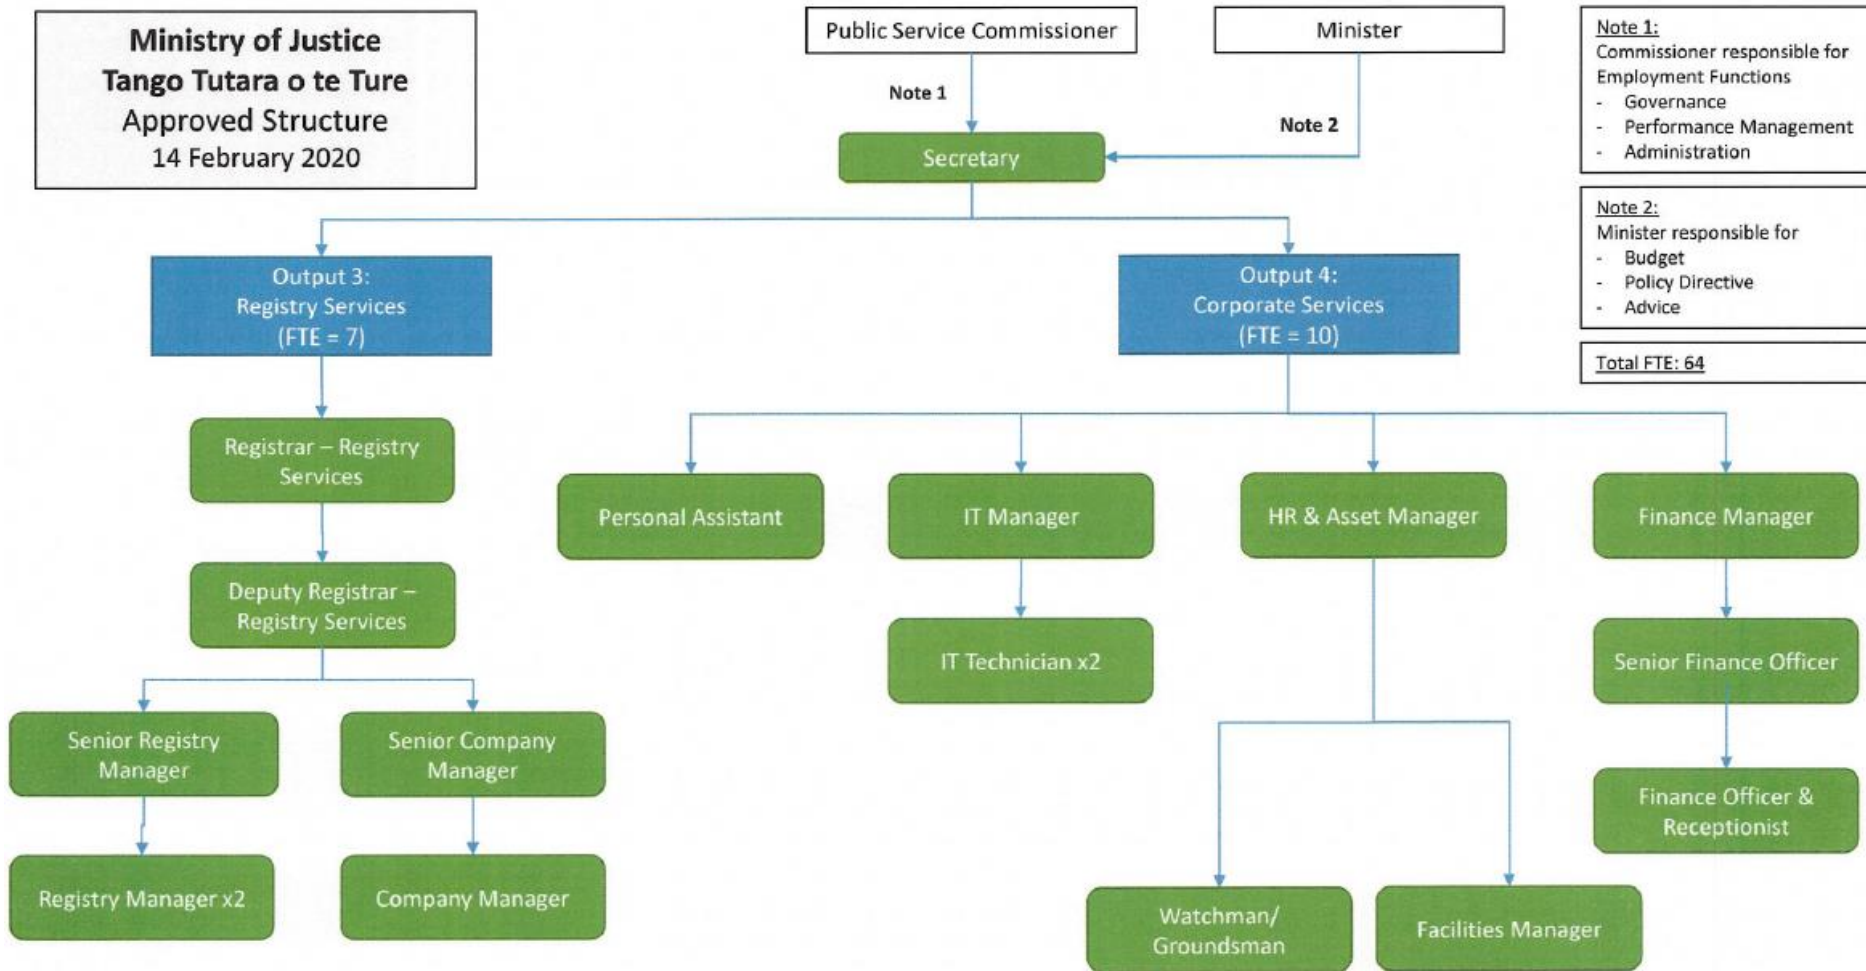 Ministry of Justice
Tango Tutara o te Ture
Approved Structure
14 February 2020
Public Service Commissioner
Minister
Note 1
Note 2
Secretary
Note 1:
Commissioner responsible for
Employment Functions
- Governance
- Performance Management
- Administration
Note 2:
Minister responsible for
- Budget
- Policy Directive
- Advice
Total FTE: 64
Output 3:
Registry Services
(FTE = 7)
Output 4:
Corporate Services
(FTE = 10)
Registrar – Registry
Services
Deputy Registrar –
Registry Services
Senior Registry
Manager
Senior Company
Manager
Registry Manager x2
Company Manager
Personal Assistant
IT Manager
HR & Asset Manager
Finance Manager
IT Technician x2
Senior Finance Officer
Finance Officer &
Receptionist
Watchman/
Groundsman
Facilities Manager